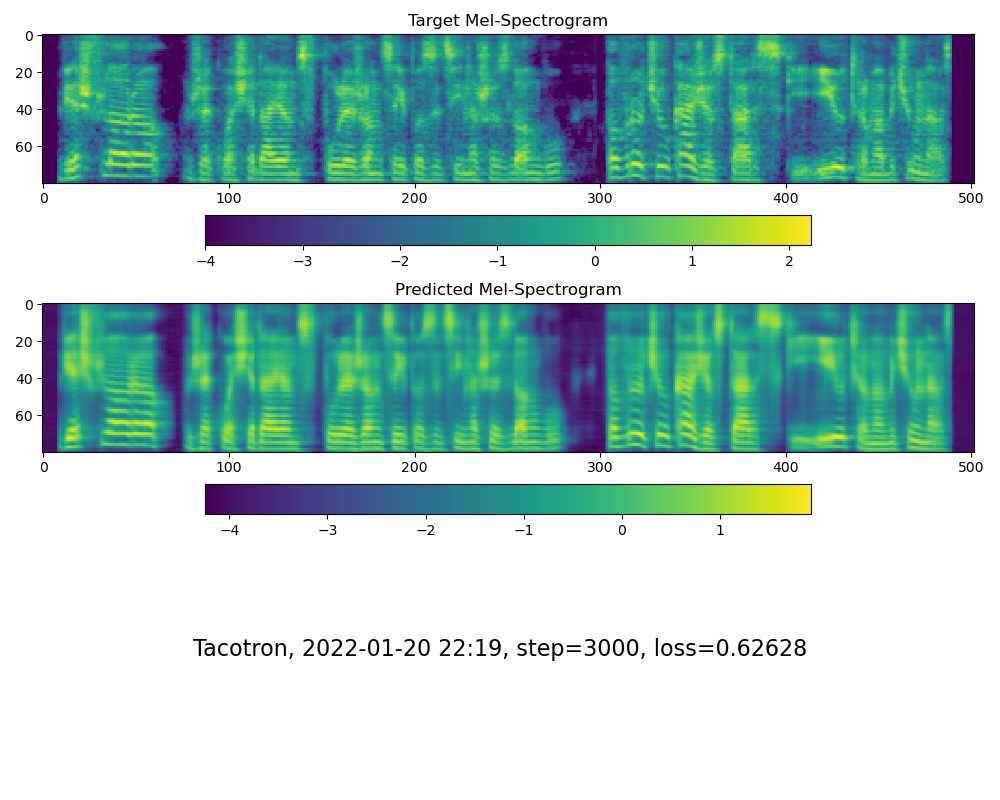 Target Mel-Spectrogram
0
20
40
60
0 100 200 300 400 500
−4 −3 −2 −1 0 1 2
Predicted Mel-Spectrogram
0
20
40
60
0 100 200 300 400 500
−4 −3 −2 −1 0 1
Tacotron, 2022-01-20 22:19, step=3000, loss=0.62628